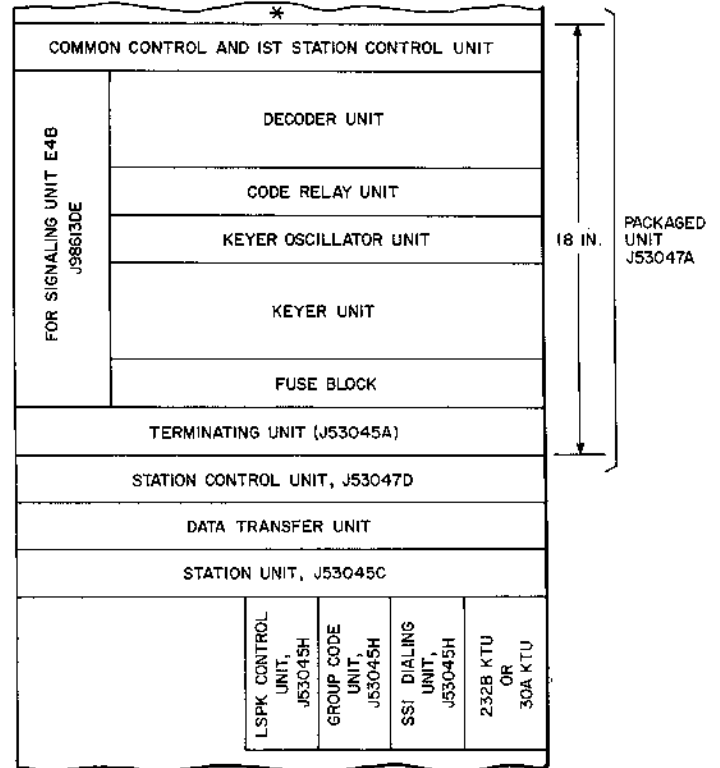 *
COMMON CONTROL AND 1ST STATION CONTROL UNIT
FOR SIGNALING UNIT E4B
J98613DE
DECODER UNIT
CODE RELAY UNIT
KEYER OSCILLATOR UNIT
KEYER UNIT
FUSE BLOCK
18 IN.
PACKAGED
UNIT
J53047A
TERMINATING UNIT (J53045A)
STATION CONTROL UNIT, J53047D
DATA TRANSFER UNIT
STATION UNIT, J53045C
LSPK CONTROL
UNIT,
J53045H
GROUP CODE
UNIT,
J53045H
SS1 DIALING
UNIT,
J53045H
232B KTU
OR
30A KTU